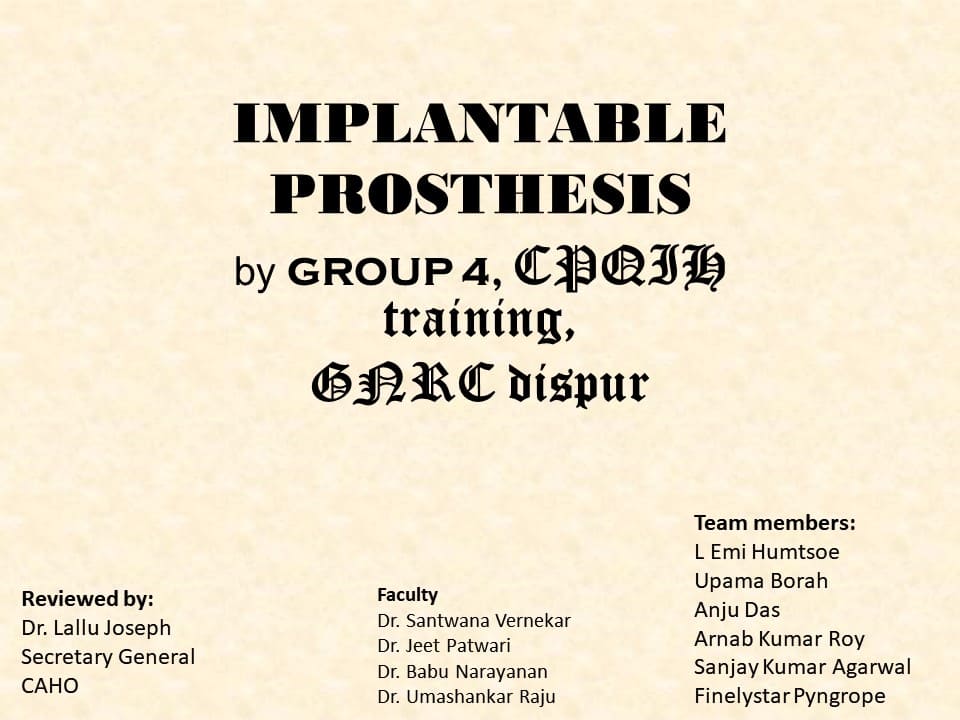 IMPLANTABLE
PROSTHESIS
by GROUP 4, CPQIH
training,
GNRC dispur
Reviewed by:
Dr. Lallu Joseph
Secretary General
CAHO
Faculty
Dr. Santwana Vernekar
Dr. Jeet Patwari
Dr. Babu Narayanan
Dr. Umashankar Raju
Team members:
L Emi Humtsoe
Upama Borah
Anju Das
Arnab Kumar Roy
Sanjay Kumar Agarwal
Finelystar Pyngrope